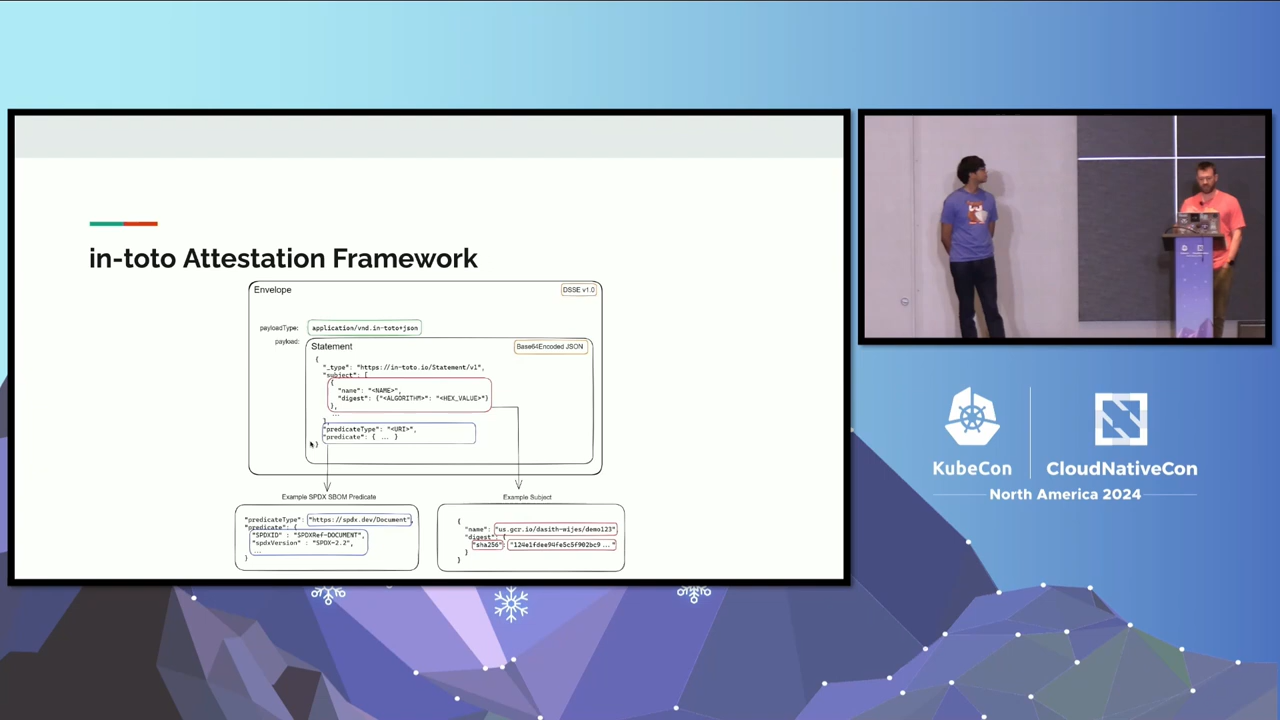 in-toto Attestation Framework
Envelope
DSSE v1.0
payloadType:
application/vnd.in-toto+json
payload:
Statement
Base64Encoded JSON
{
"_type": "https://in-toto.io/Statement/v1",
"subject": [
{
"name": "<NAME>",
"digest": {"<ALGORITHM>": "<HEX_VALUE>"}
},
...
],
"predicateType": "<URI>",
"predicate": { ... }
}
Example SPDX SBOM Predicate
"predicateType": "https://spdx.dev/Document",
"predicate": {
"SPDXID" : "SPDXRef-DOCUMENT",
"spdxVersion" : "SPDX-2.2",
...
}
Example Subject
{
"name": "us.gcr.io/dasith-wijes/demo123"
"digest": {
"sha256": "124e1fdee94fe5c5f902bc9 ..."
}
}
KubeCon
CloudNativeCon
North America 2024